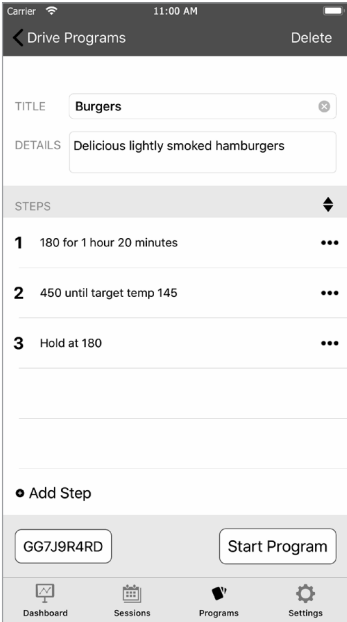 Carrier 11:00 AM
Drive Programs Delete
TITLE Burgers
DETAILS Delicious lightly smoked hamburgers
STEPS
1 180 for 1 hour 20 minutes
2 450 until target temp 145
3 Hold at 180
Add Step
GG7J9R4RD Start Program
Dashboard Sessions Programs Settings